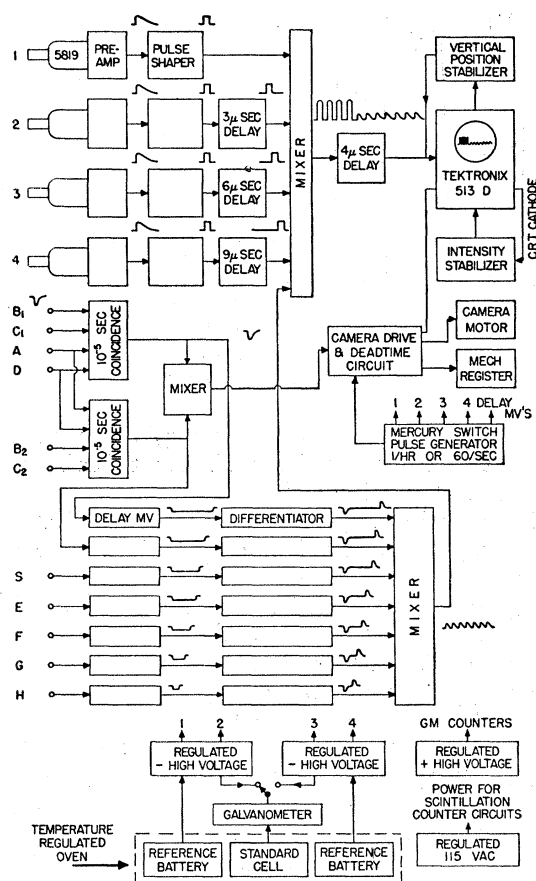 1
5819
PRE-
AMP
PULSE
SHAPER
2
3μ SEC
DELAY
3
6μ SEC
DELAY
4
9μ SEC
DELAY
MIXER
4μ SEC
DELAY
VERTICAL
POSITION
STABILIZER
TEKTRONIX
513 D
INTENSITY
STABILIZER
CRT CATHODE
B1
C1
A
D
10-5 SEC
COINCIDENCE
B2
C2
10-5 SEC
COINCIDENCE
MIXER
CAMERA DRIVE
& DEADTIME
CIRCUIT
CAMERA
MOTOR
MECH
REGISTER
1 2 3 4 DELAY
MV'S
MERCURY SWITCH
PULSE GENERATOR
1/HR OR 60/SEC
DELAY MV
DIFFERENTIATOR
S
E
F
G
H
MIXER
1 2
REGULATED
- HIGH VOLTAGE
3 4
REGULATED
- HIGH VOLTAGE
GM COUNTERS
REGULATED
+ HIGH VOLTAGE
GALVANOMETER
POWER FOR
SCINTILLATION
COUNTER CIRCUITS
TEMPERATURE
REGULATED
OVEN
REFERENCE
BATTERY
STANDARD
CELL
REFERENCE
BATTERY
REGULATED
115 VAC